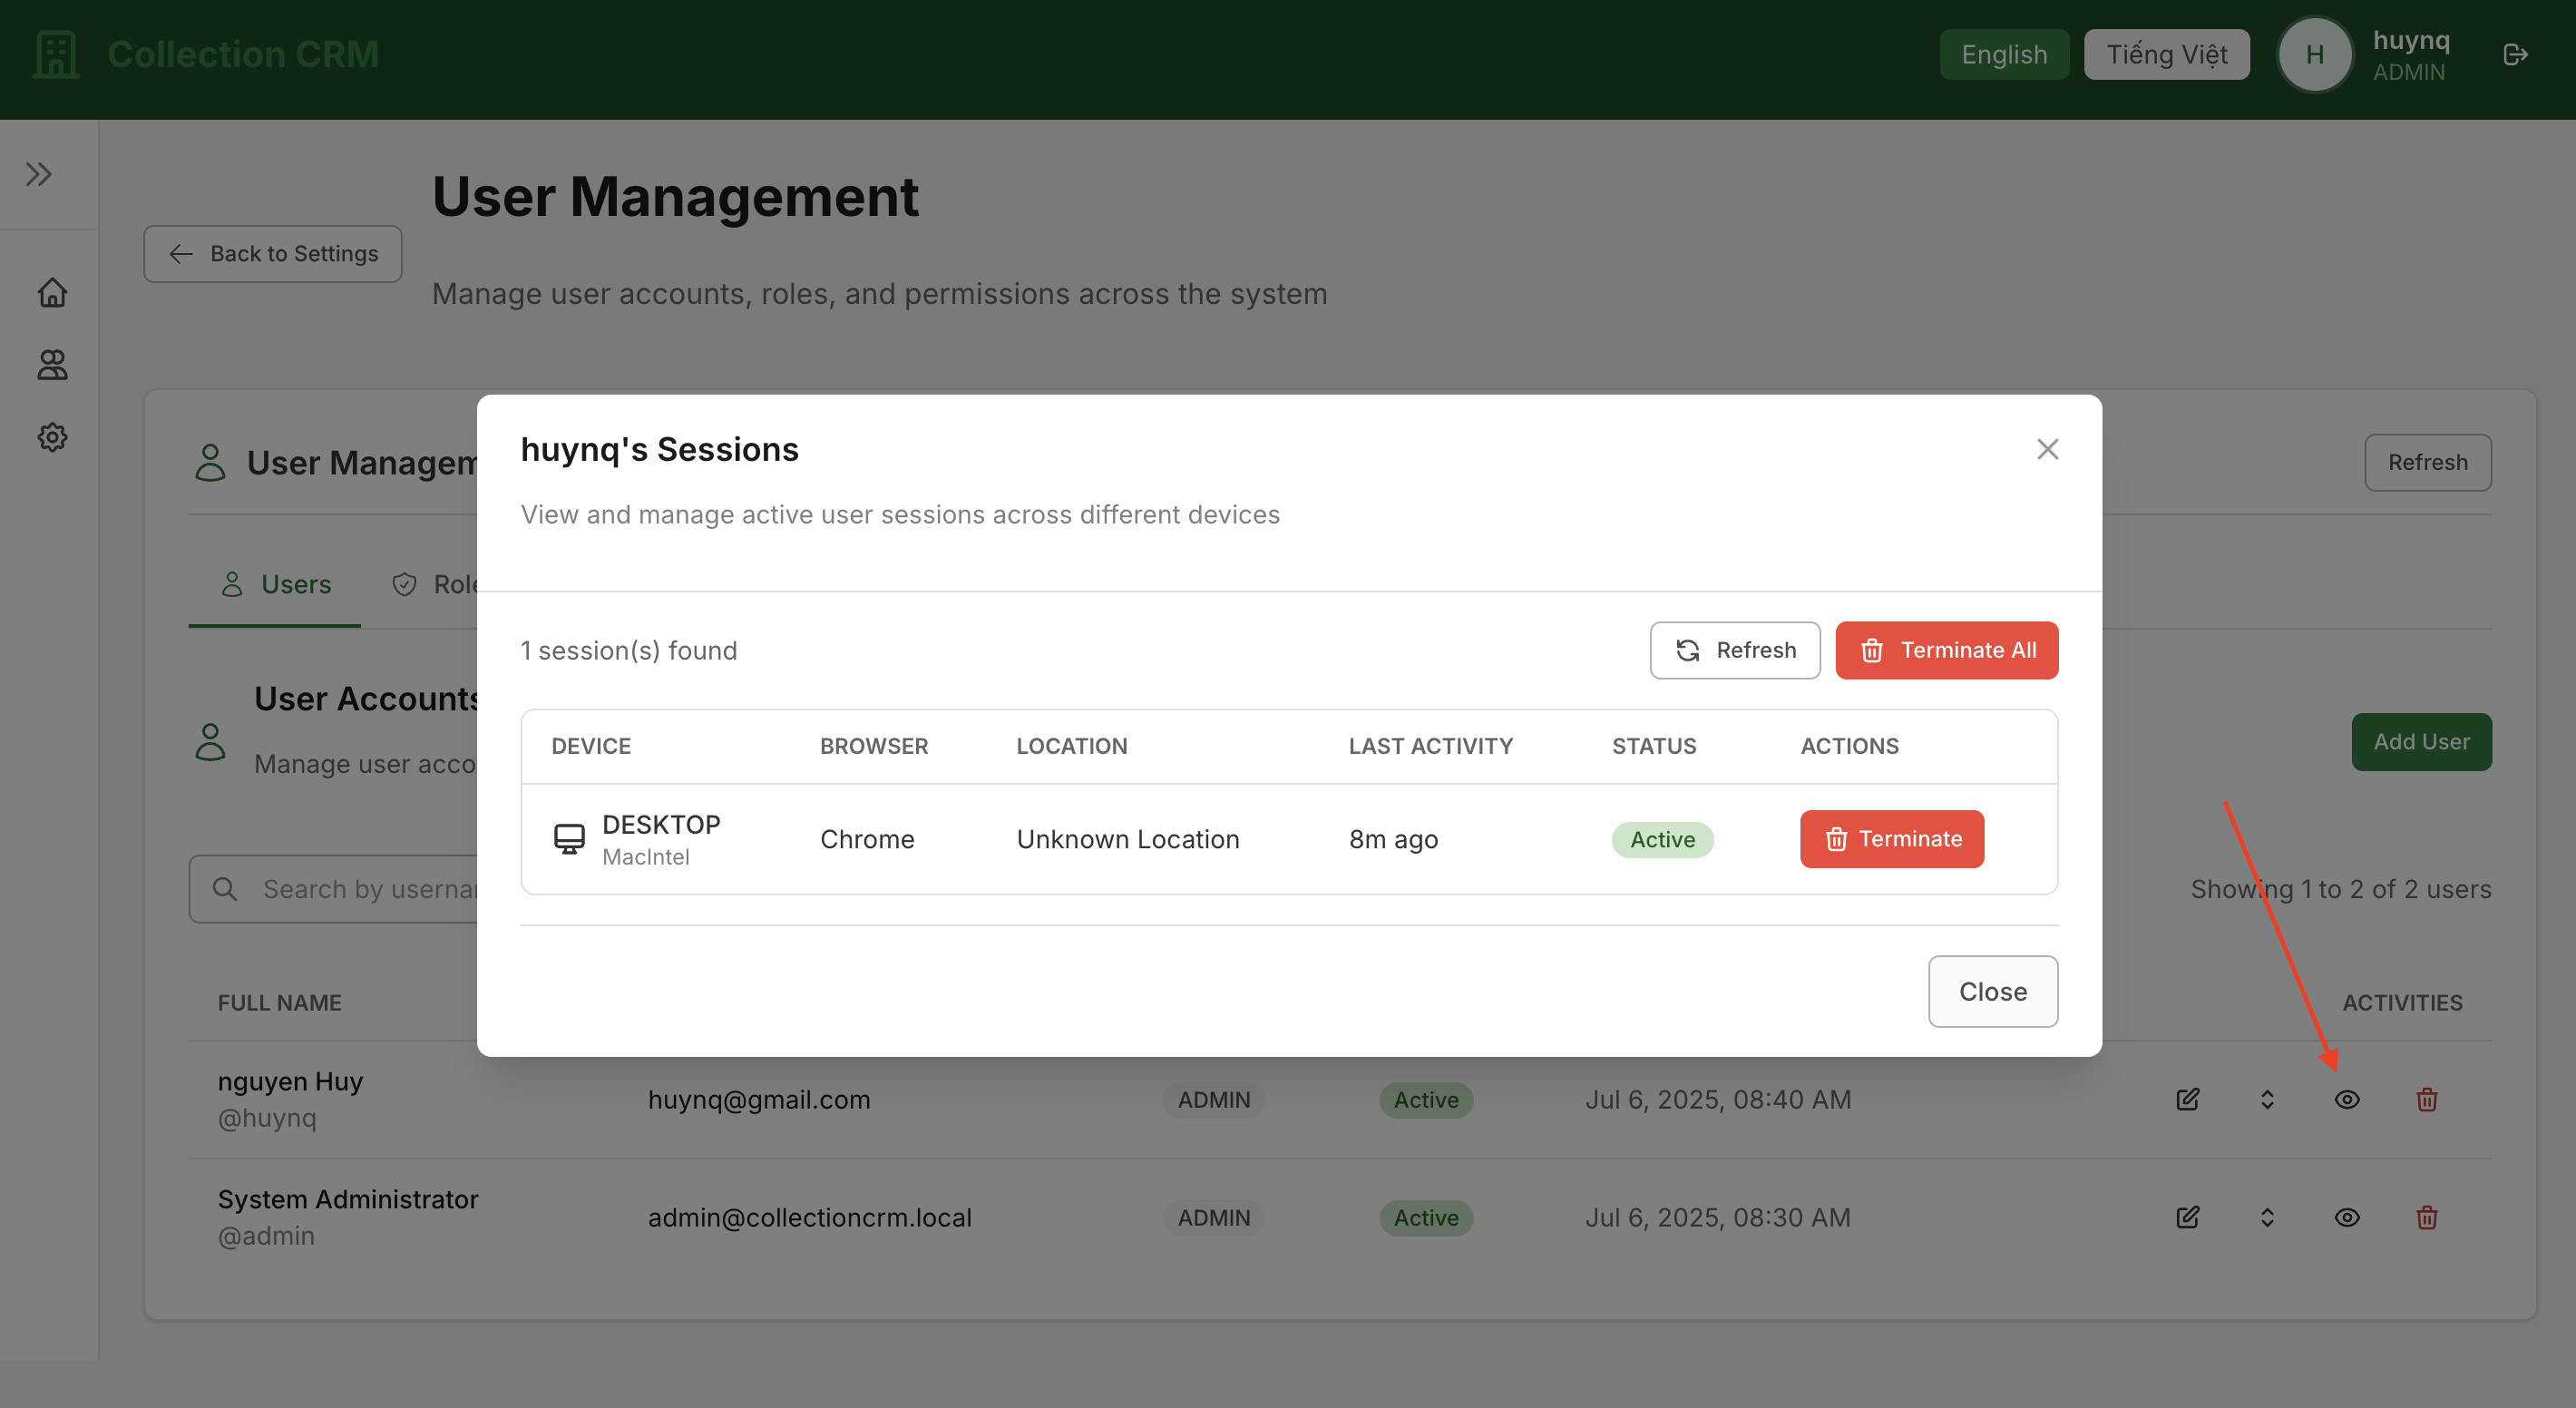 Collection CRM
English
Tiếng Việt
H
huynq
ADMIN
User Management
Back to Settings
Manage user accounts, roles, and permissions across the system
User Managem
Refresh
huynq's Sessions
View and manage active user sessions across different devices
Users
Role
1 session(s) found
Refresh
Terminate All
User Accounts
Manage user acco
Add User
DEVICE BROWSER LOCATION LAST ACTIVITY STATUS ACTIONS
DESKTOP
MacIntel
Chrome
Unknown Location
8m ago
Active
Terminate
Search by userna
Showing 1 to 2 of 2 users
Close
FULL NAME
ACTIVITIES
nguyen Huy
@huynq
huynq@gmail.com
ADMIN
Active
Jul 6, 2025, 08:40 AM
System Administrator
@admin
admin@collectioncrm.local
ADMIN
Active
Jul 6, 2025, 08:30 AM